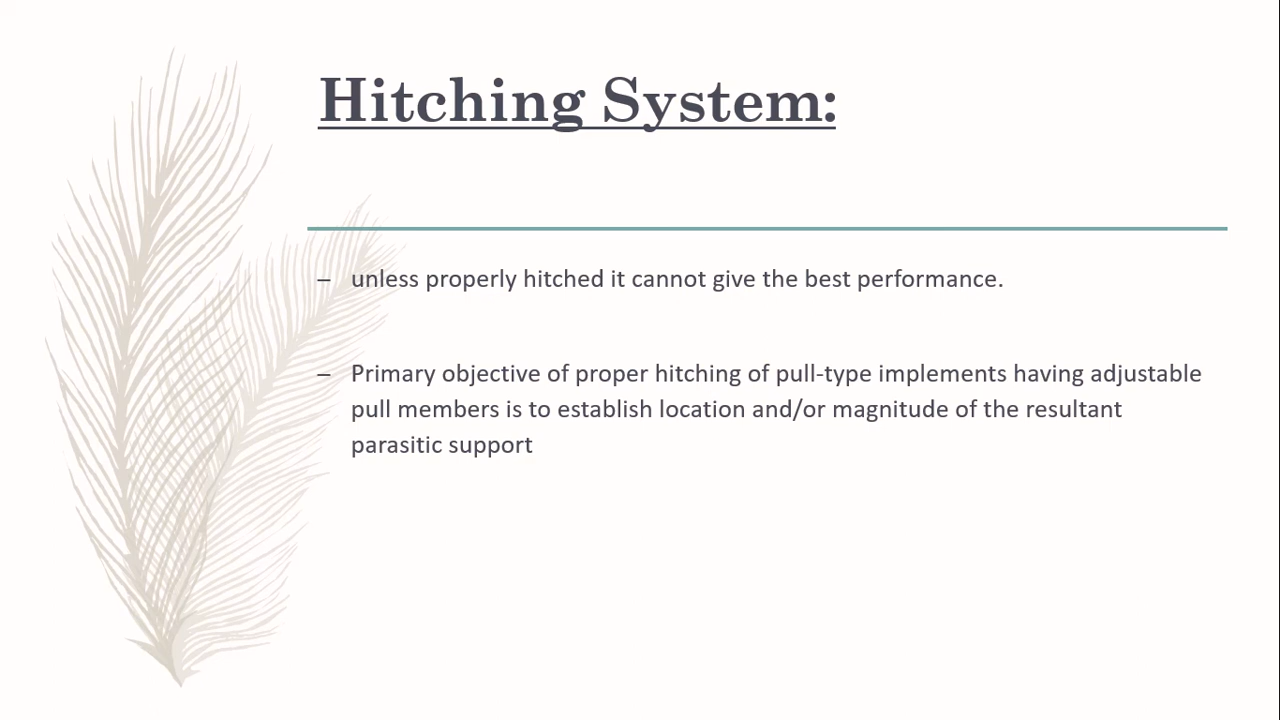 Hitching System:
– unless properly hitched it cannot give the best performance.
– Primary objective of proper hitching of pull-type implements having adjustable
pull members is to establish location and/or magnitude of the resultant
parasitic support